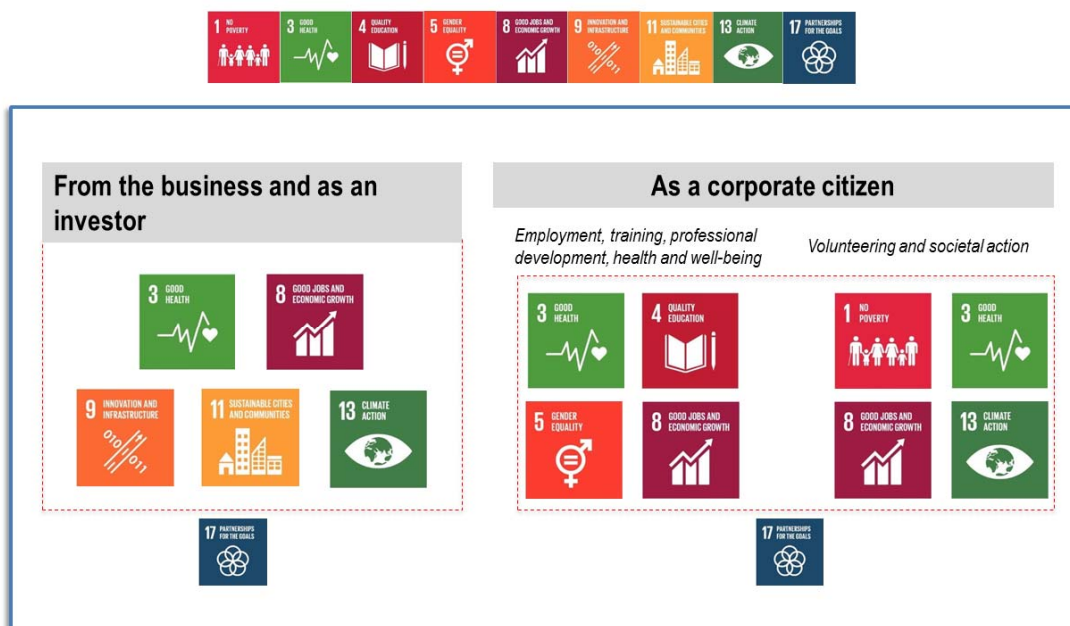 1 NO
POVERTY
3 GOOD
HEALTH
4 QUALITY
EDUCATION
5 GENDER
EQUALITY
8 GOOD JOBS AND
ECONOMIC GROWTH
9 INNOVATION AND
INFRASTRUCTURE
010
011
11 SUSTAINABLE CITIES
AND COMMUNITIES
13 CLIMATE
ACTION
17 PARTNERSHIPS
FOR THE GOALS
From the business and as an
investor
3 GOOD
HEALTH
8 GOOD JOBS AND
ECONOMIC GROWTH
9 INNOVATION AND
INFRASTRUCTURE
010
011
11 SUSTAINABLE CITIES
AND COMMUNITIES
13 CLIMATE
ACTION
17 PARTNERSHIPS
FOR THE GOALS
As a corporate citizen
Employment, training, professional
development, health and well-being
3 GOOD
HEALTH
4 QUALITY
EDUCATION
5 GENDER
EQUALITY
8 GOOD JOBS AND
ECONOMIC GROWTH
Volunteering and societal action
1 NO
POVERTY
3 GOOD
HEALTH
8 GOOD JOBS AND
ECONOMIC GROWTH
13 CLIMATE
ACTION
17 PARTNERSHIPS
FOR THE GOALS